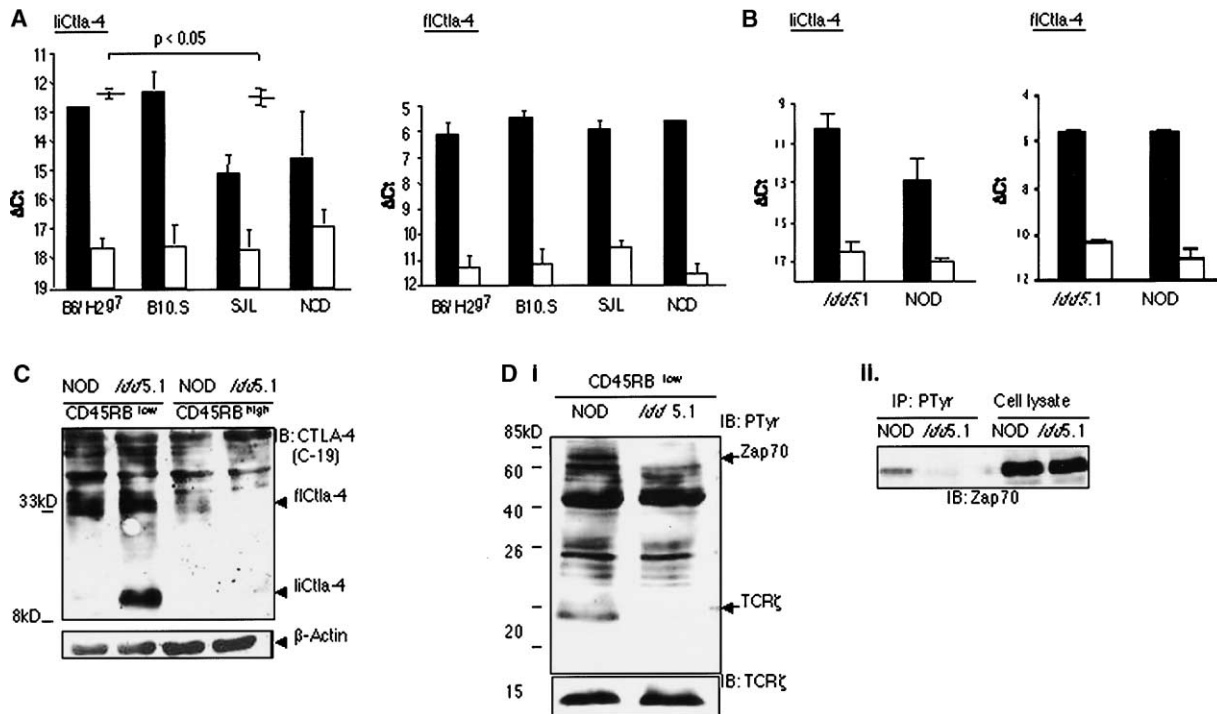 A
liCtla-4
p < 0.05
11
12
13
15
16
17
18
19
ΔCt
B6/H2g7
B10.S
SJL
NOD
flCtla-4
5
6
7
8
9
10
11
12
ΔCt
B6/H2g7
B10.S
SJL
NOD
B
liCtla-4
9
11
13
15
17
ΔCt
Idd5.1
NOD
flCtla-4
4
6
8
10
12
ΔCt
Idd5.1
NOD
C
NOD Idd5.1 NOD Idd5.1
CD45RB low CD45RB high
IB: CTLA-4
(C-19)
33kD
flCtla-4
liCtla-4
8kD
β-Actin
D i
CD45RB low
NOD Idd 5.1
IB: PTyr
85kD
Zap70
60
40
26
TCRζ
20
IB: TCRζ
15
II.
IP: PTyr Cell lysate
NOD Idd5.1 NOD Idd5.1
IB: Zap70